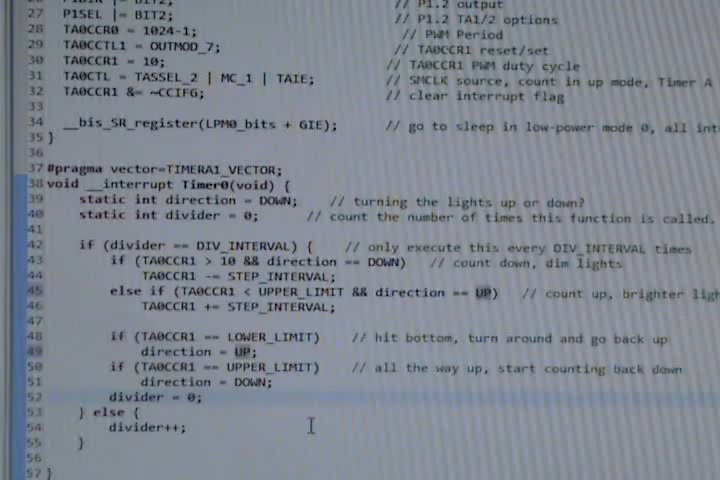 26 P1DIR |= BIT2; // P1.2 output
27 P1SEL |= BIT2; // P1.2 TA1/2 options
28 TA0CCR0 = 1024-1; // PWM Period
29 TA0CCTL1 = OUTMOD_7; // TA0CCR1 reset/set
30 TA0CCR1 = 10; // TA0CCR1 PWM duty cycle
31 TA0CTL = TASSEL_2 | MC_1 | TAIE; // SMCLK source, count in up mode, Timer A
32 TA0CCR1 &= ~CCIFG; // clear interrupt flag
33
34 __bis_SR_register(LPM0_bits + GIE); // go to sleep in low-power mode 0, all int
35 }
36
37 #pragma vector=TIMERA1_VECTOR;
38 void __interrupt Timer0(void) {
39 static int direction = DOWN; // turning the lights up or down?
40 static int divider = 0; // count the number of times this function is called.
41
42 if (divider == DIV_INTERVAL) { // only execute this every DIV_INTERVAL times
43 if (TA0CCR1 > 10 && direction == DOWN) // count down, dim lights
44 TA0CCR1 -= STEP_INTERVAL;
45 else if (TA0CCR1 < UPPER_LIMIT && direction == UP) // count up, brighter ligh
46 TA0CCR1 += STEP_INTERVAL;
47
48 if (TA0CCR1 == LOWER_LIMIT) // hit bottom, turn around and go back up
49 direction = UP;
50 if (TA0CCR1 == UPPER_LIMIT) // all the way up, start counting back down
51 direction = DOWN;
52 divider = 0;
53 } else {
54 divider++;
55 }
56
57 }